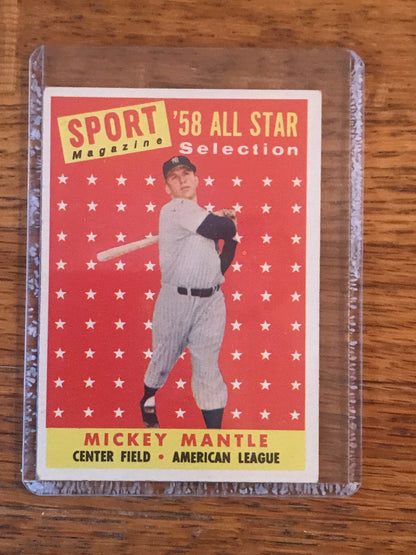 SPORT
Magazine
'58 ALL STAR
Selection
MICKEY MANTLE
CENTER FIELD • AMERICAN LEAGUE